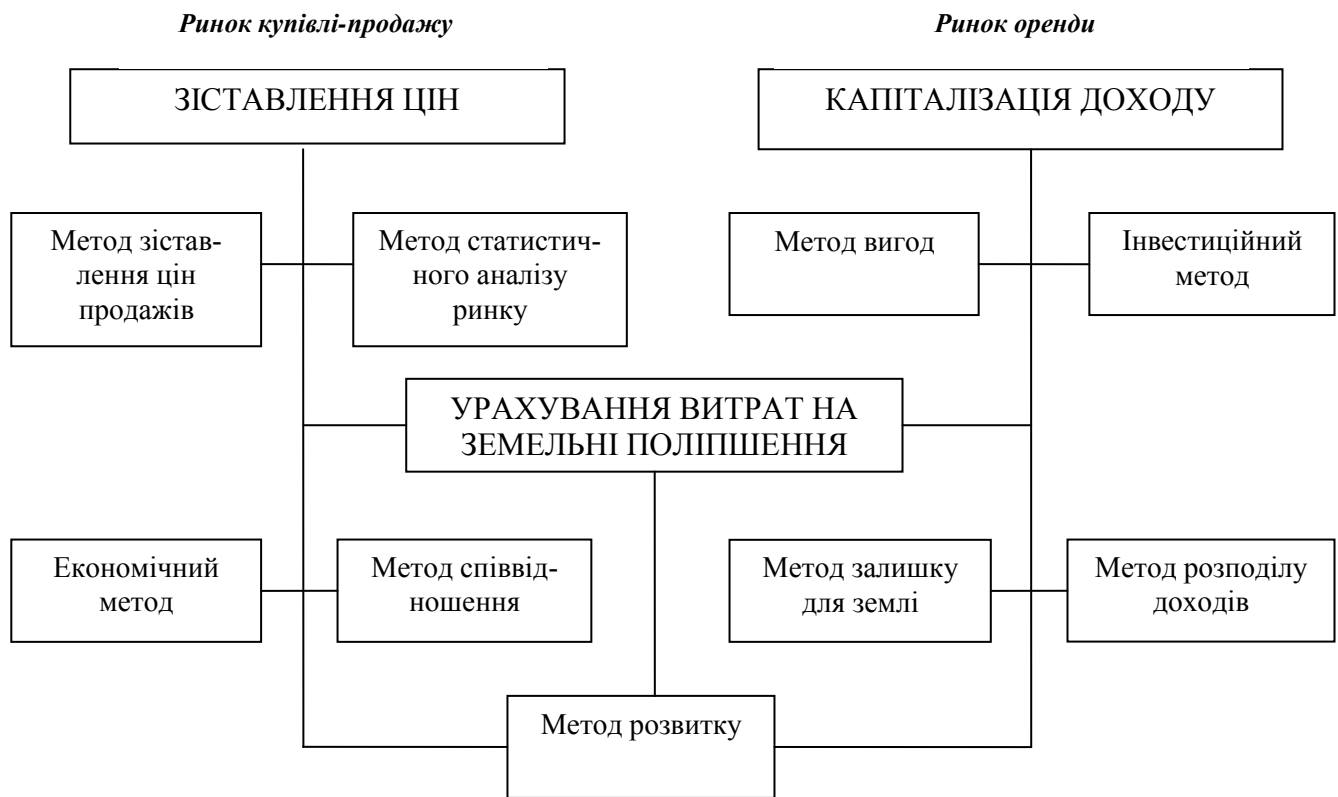 Ринок купівлі-продажу
Ринок оренди
ЗІСТАВЛЕННЯ ЦІН
КАПІТАЛІЗАЦІЯ ДОХОДУ
Метод зістав-
лення цін
продажів
Метод статистич-
ного аналізу
ринку
Метод вигод
Інвестиційний
метод
УРАХУВАННЯ ВИТРАТ НА
ЗЕМЕЛЬНІ ПОЛІПШЕННЯ
Економічний
метод
Метод співвід-
ношення
Метод залишку
для землі
Метод розподілу
доходів
Метод розвитку